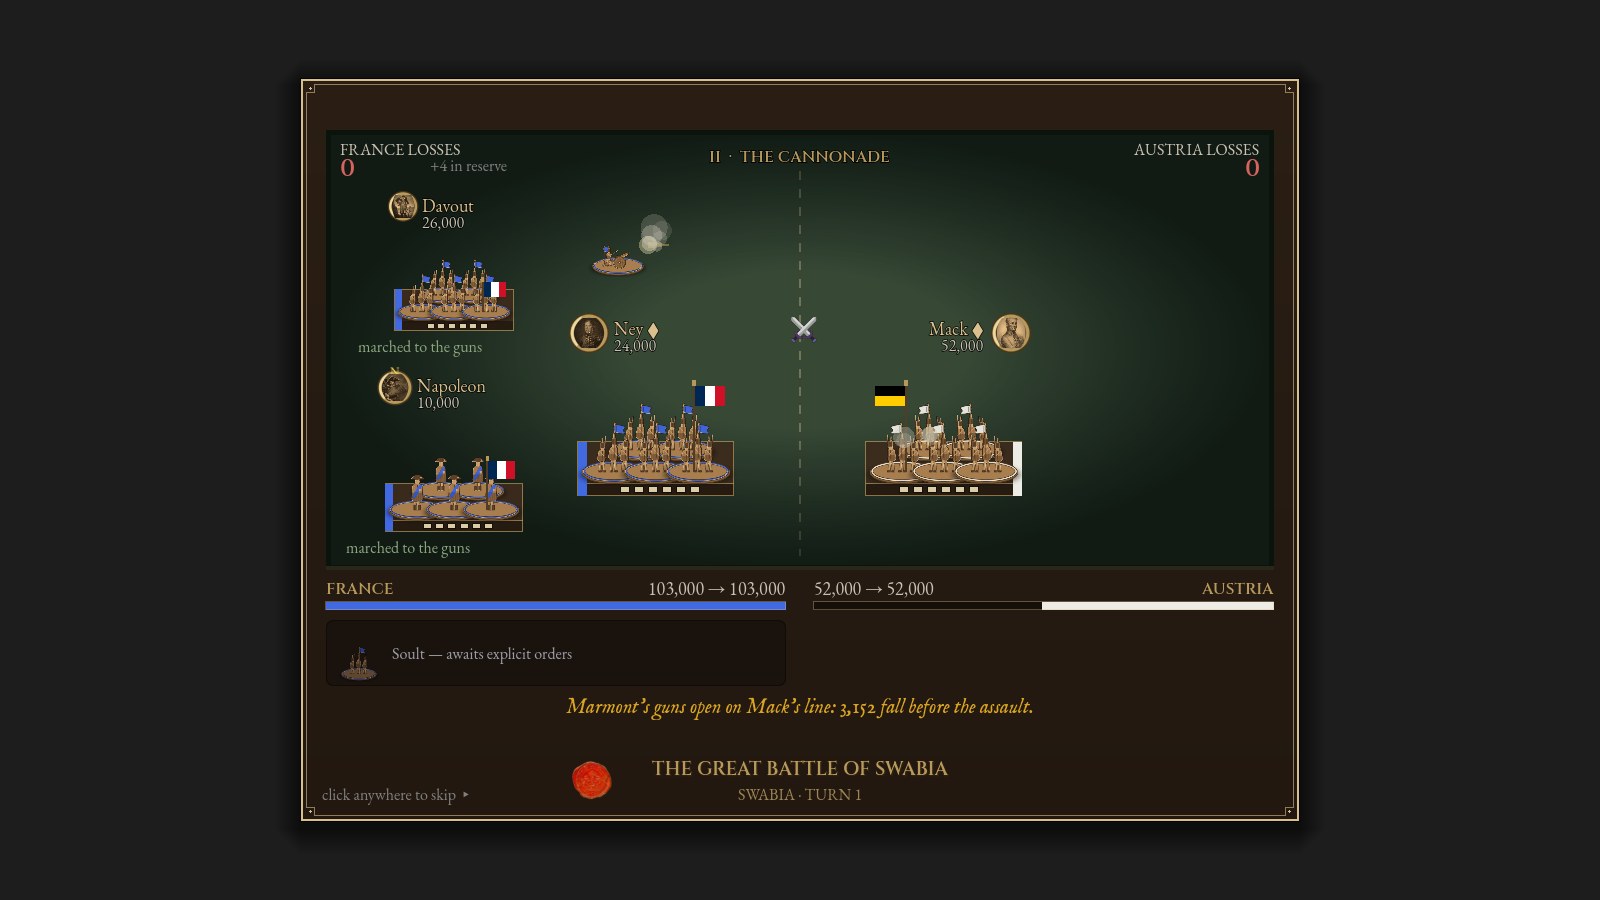 FRANCE LOSSES
0
+4 in reserve
II · THE CANNONADE
AUSTRIA LOSSES
0
Davout
26,000
marched to the guns
N
Napoleon
10,000
marched to the guns
Ney
24,000
Mack
52,000
FRANCE
103,000 → 103,000
52,000 → 52,000
AUSTRIA
Soult — awaits explicit orders
Marmont's guns open on Mack's line: 3,152 fall before the assault.
THE GREAT BATTLE OF SWABIA
SWABIA · TURN 1
click anywhere to skip ▸